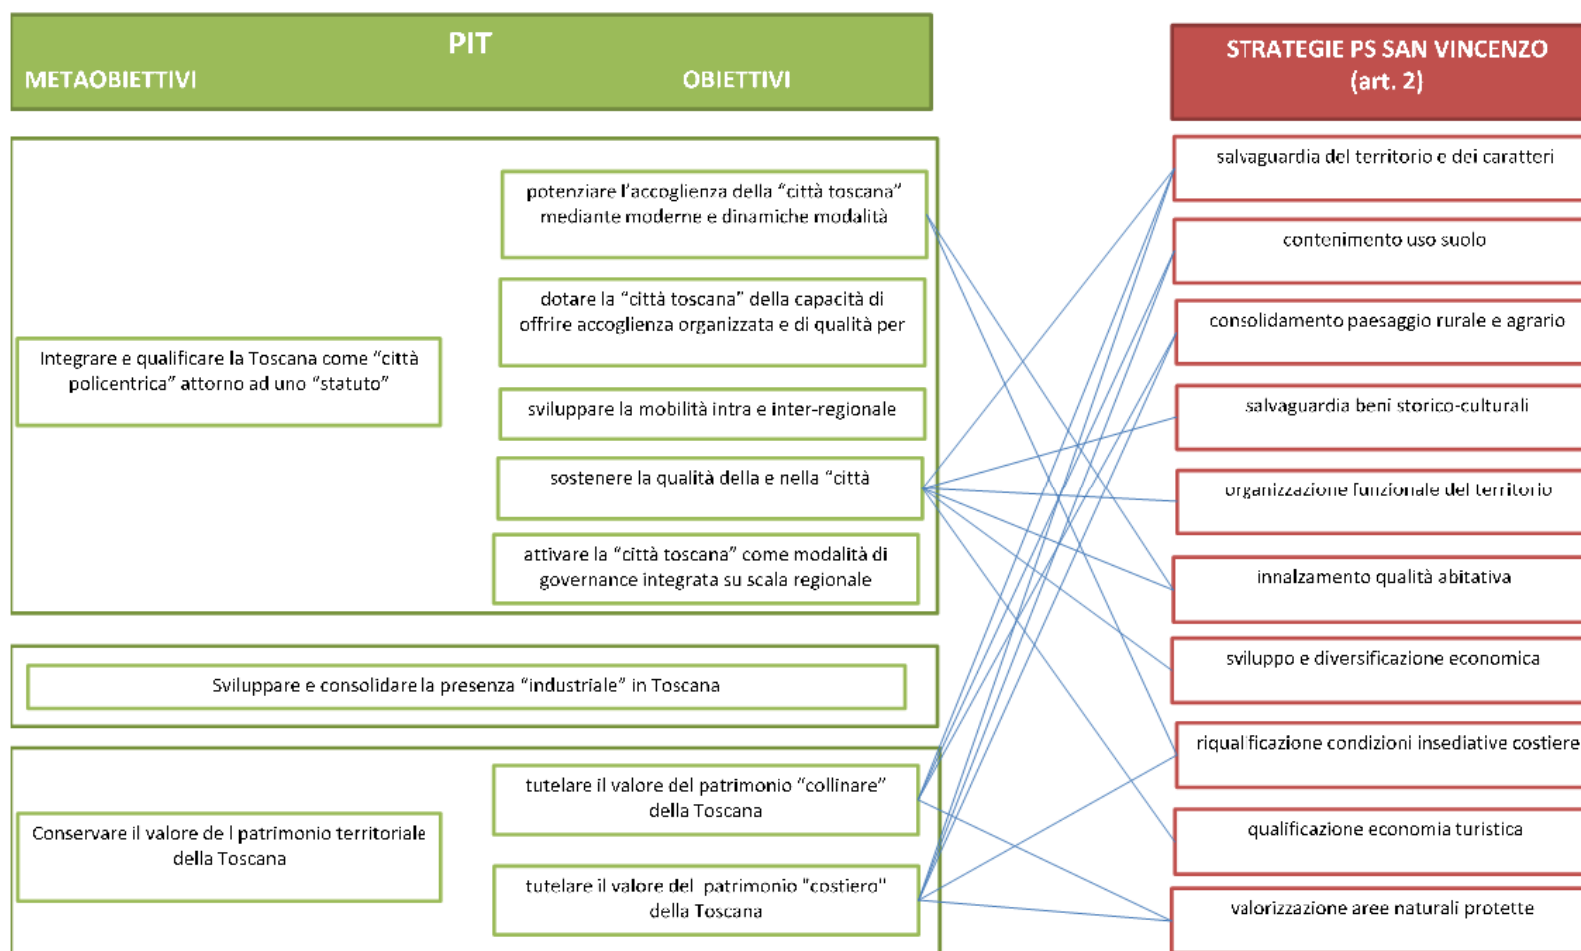 PIT
METAOBIETTIVI
OBIETTIVI
STRATEGIE PS SAN VINCENZO
(art. 2)
Integrare e qualificare la Toscana come “città
policentrica” attorno ad uno “statuto”
potenziare l’accoglienza della “città toscana”
mediante moderne e dinamiche modalità
dotare la “città toscana” della capacità di
offrire accoglienza organizzata e di qualità per
sviluppare la mobilità intra e inter-regionale
sostenere la qualità della e nella “città
attivare la “città toscana” come modalità di
governance integrata su scala regionale
Sviluppare e consolidare la presenza “industriale” in Toscana
Conservare il valore de l patrimonio territoriale
della Toscana
tutelare il valore del patrimonio “collinare”
della Toscana
tutelare il valore del patrimonio "costiero"
della Toscana
salvaguardia del territorio e dei caratteri
contenimento uso suolo
consolidamento paesaggio rurale e agrario
salvaguardia beni storico-culturali
organizzazione funzionale del territorio
innalzamento qualità abitativa
sviluppo e diversificazione economica
riqualificazione condizioni insediative costiere
qualificazione economia turistica
valorizzazione aree naturali protette